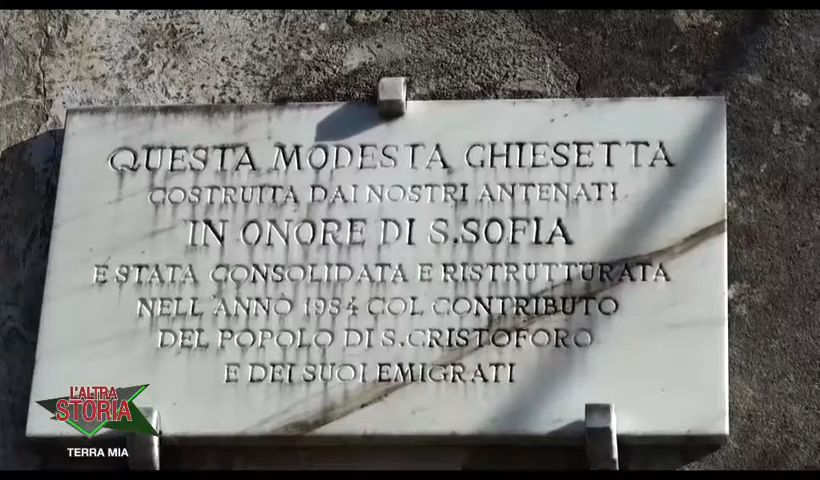 QUESTA MODESTA CHIESETTA
COSTRUITA DAI NOSTRI ANTENATI
IN ONORE DI S.SOFIA
E STATA CONSOLIDATA E RISTRUTTURATA
NELL'ANNO 1984 COL CONTRIBUTO
DEL POPOLO DI S.CRISTOFORO
E DEI SUOI EMIGRATI
L'ALTRA
STORIA
TERRA MIA